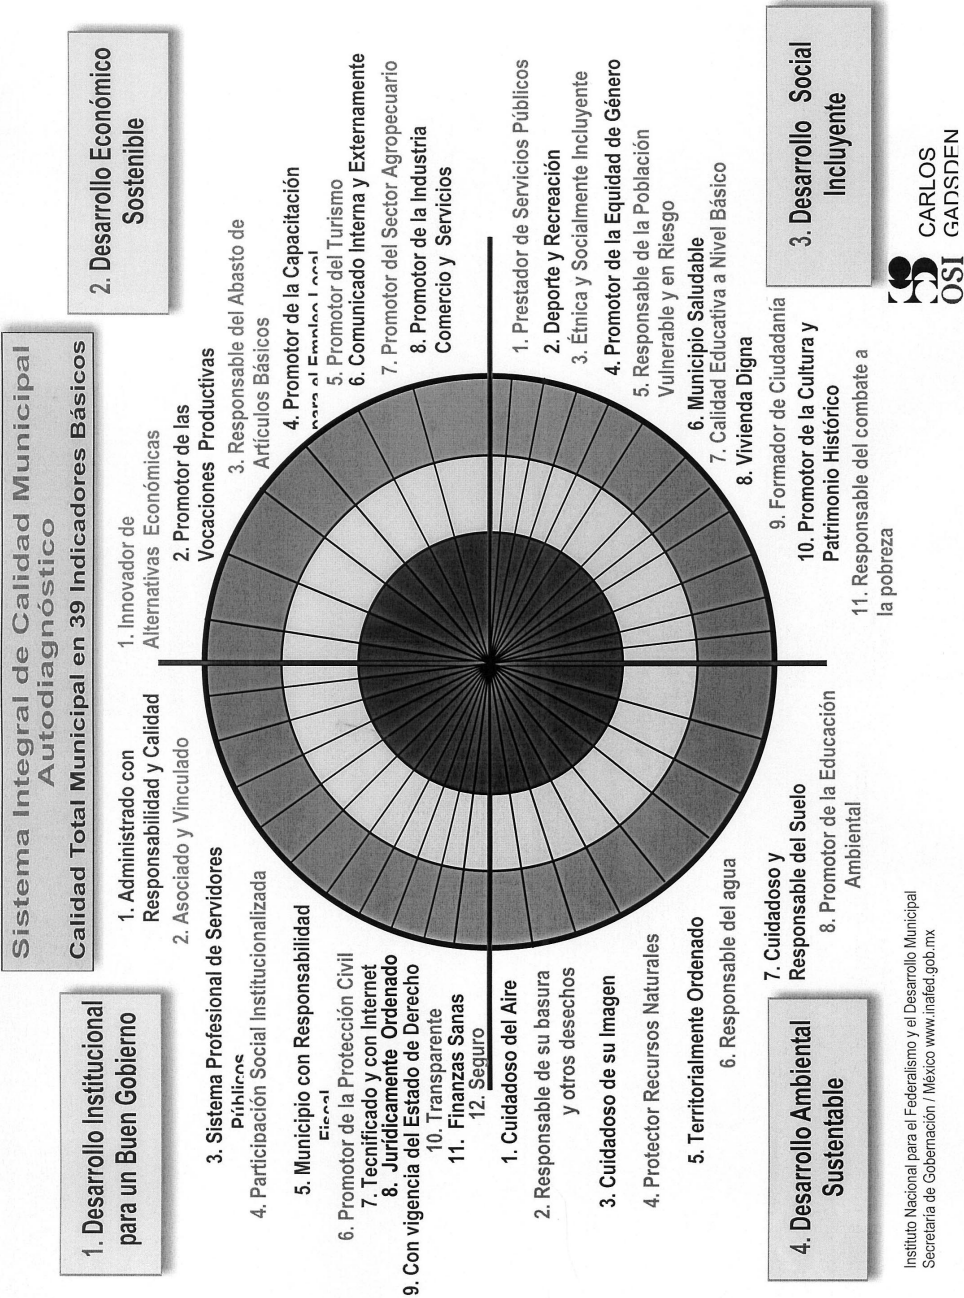 Sistema Integral de Calidad Municipal
Autodiagnóstico
Calidad Total Municipal en 39 Indicadores Básicos
1. Desarrollo Institucional
para un Buen Gobierno
1. Administrado con
Responsabilidad y Calidad
2. Asociado y Vinculado
3. Sistema Profesional de Servidores
Públicos
4. Participación Social Institucionalizada
5. Municipio con Responsabilidad
Fiscal
6. Promotor de la Protección Civil
7. Tecnificado y con Internet
8. Jurídicamente Ordenado
9. Con vigencia del Estado de Derecho
10. Transparente
11. Finanzas Sanas
12. Seguro
2. Desarrollo Económico
Sostenible
1. Innovador de
Alternativas Económicas
2. Promotor de las
Vocaciones Productivas
3. Responsable del Abasto de
Artículos Básicos
4. Promotor de la Capacitación
para el Empleo Local
5. Promotor del Turismo
6. Comunicado Interna y Externamente
7. Promotor del Sector Agropecuario
8. Promotor de la Industria
Comercio y Servicios
3. Desarrollo Social
Incluyente
1. Prestador de Servicios Públicos
2. Deporte y Recreación
3. Étnica y Socialmente Incluyente
4. Promotor de la Equidad de Género
5. Responsable de la Población
Vulnerable y en Riesgo
6. Municipio Saludable
7. Calidad Educativa a Nivel Básico
8. Vivienda Digna
9. Formador de Ciudadanía
10. Promotor de la Cultura y
Patrimonio Histórico
11. Responsable del combate a
la pobreza
4. Desarrollo Ambiental
Sustentable
1. Cuidadoso del Aire
2. Responsable de su basura
y otros desechos
3. Cuidadoso de su Imagen
4. Protector Recursos Naturales
5. Territorialmente Ordenado
6. Responsable del agua
7. Cuidadoso y
Responsable del Suelo
8. Promotor de la Educación
Ambiental
Instituto Nacional para el Federalismo y el Desarrollo Municipal
Secretaría de Gobernación / México www.inafed.gob.mx
OSI
CARLOS
GADSDEN